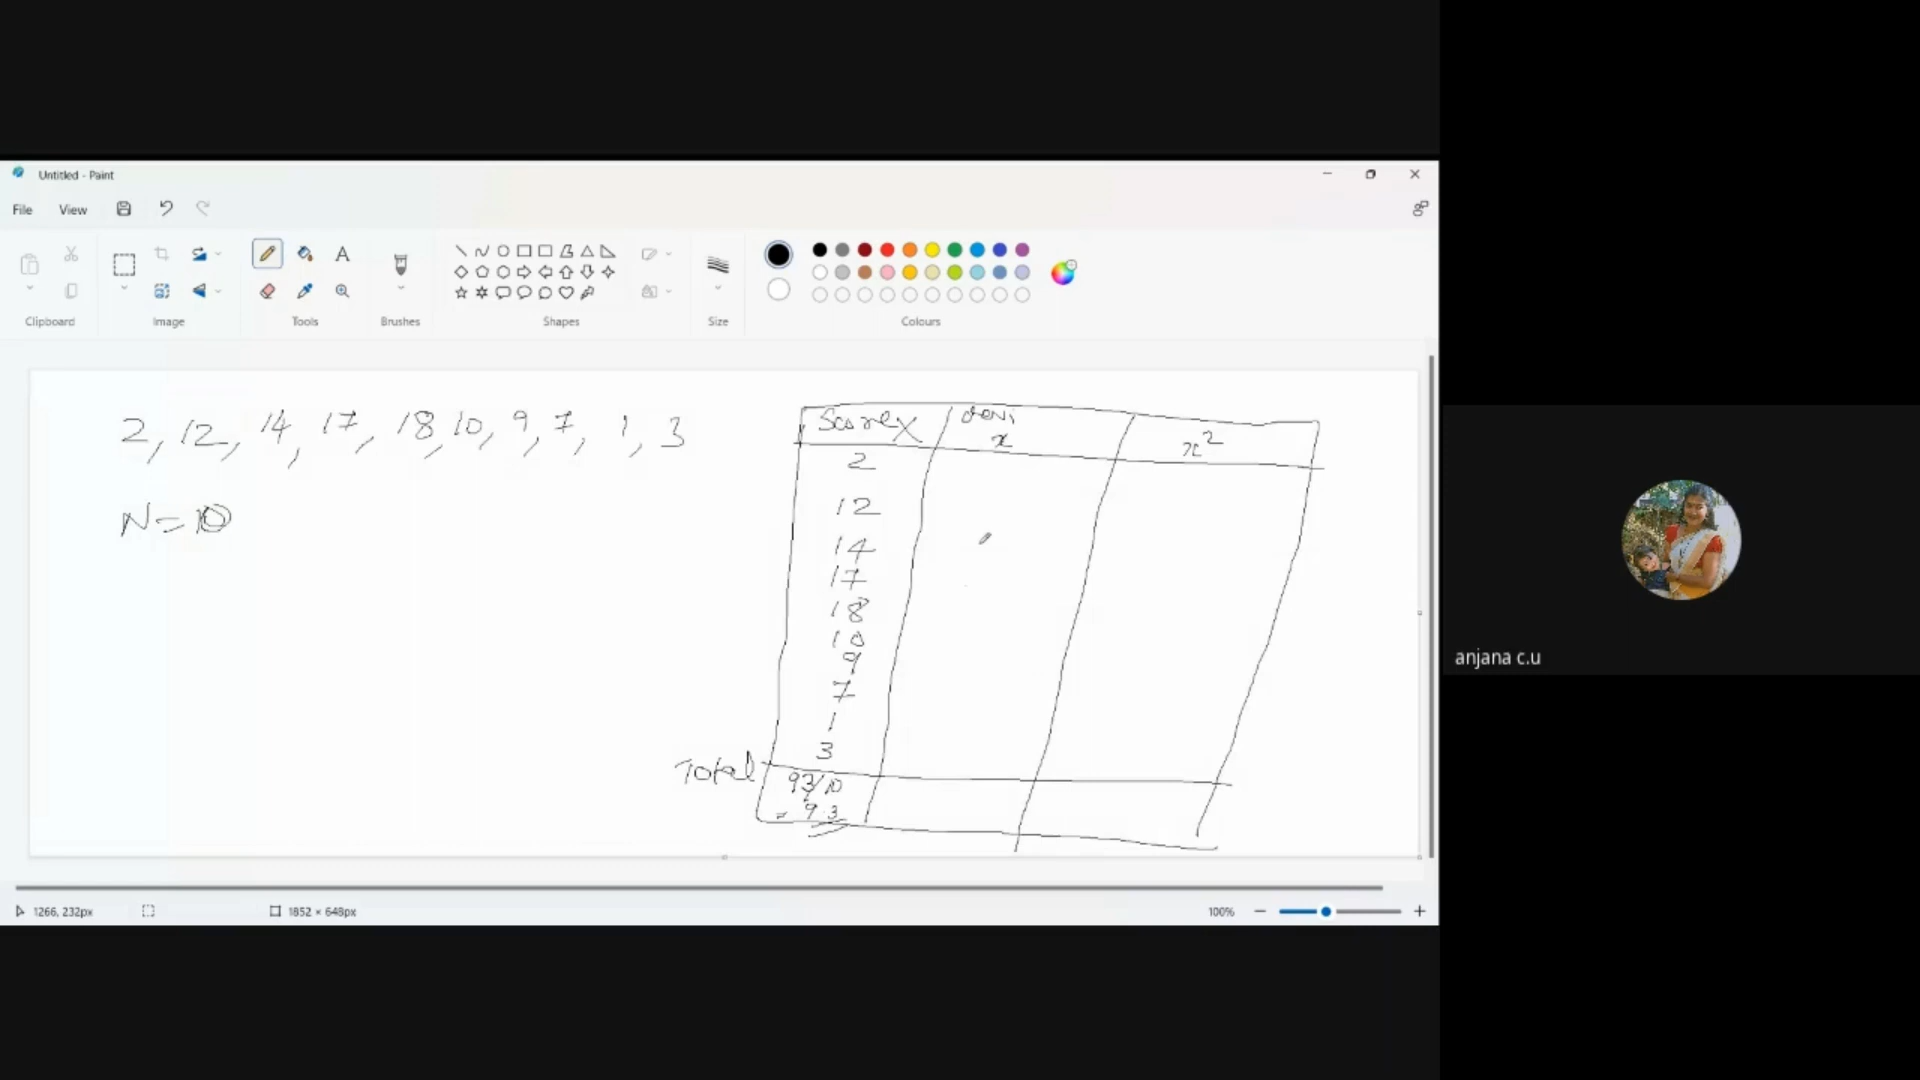 Untitled - Paint
File View
Clipboard Image Tools Brushes Shapes Size Colours
2, 12, 14, 17, 18, 10, 9, 7, 1, 3
N = 10
Score X devi x x²
2
12
14
17
18
10
9
7
1
3
Total 93/10
= 9.3
anjana c.u
1266, 232px 1852 × 648px 100%